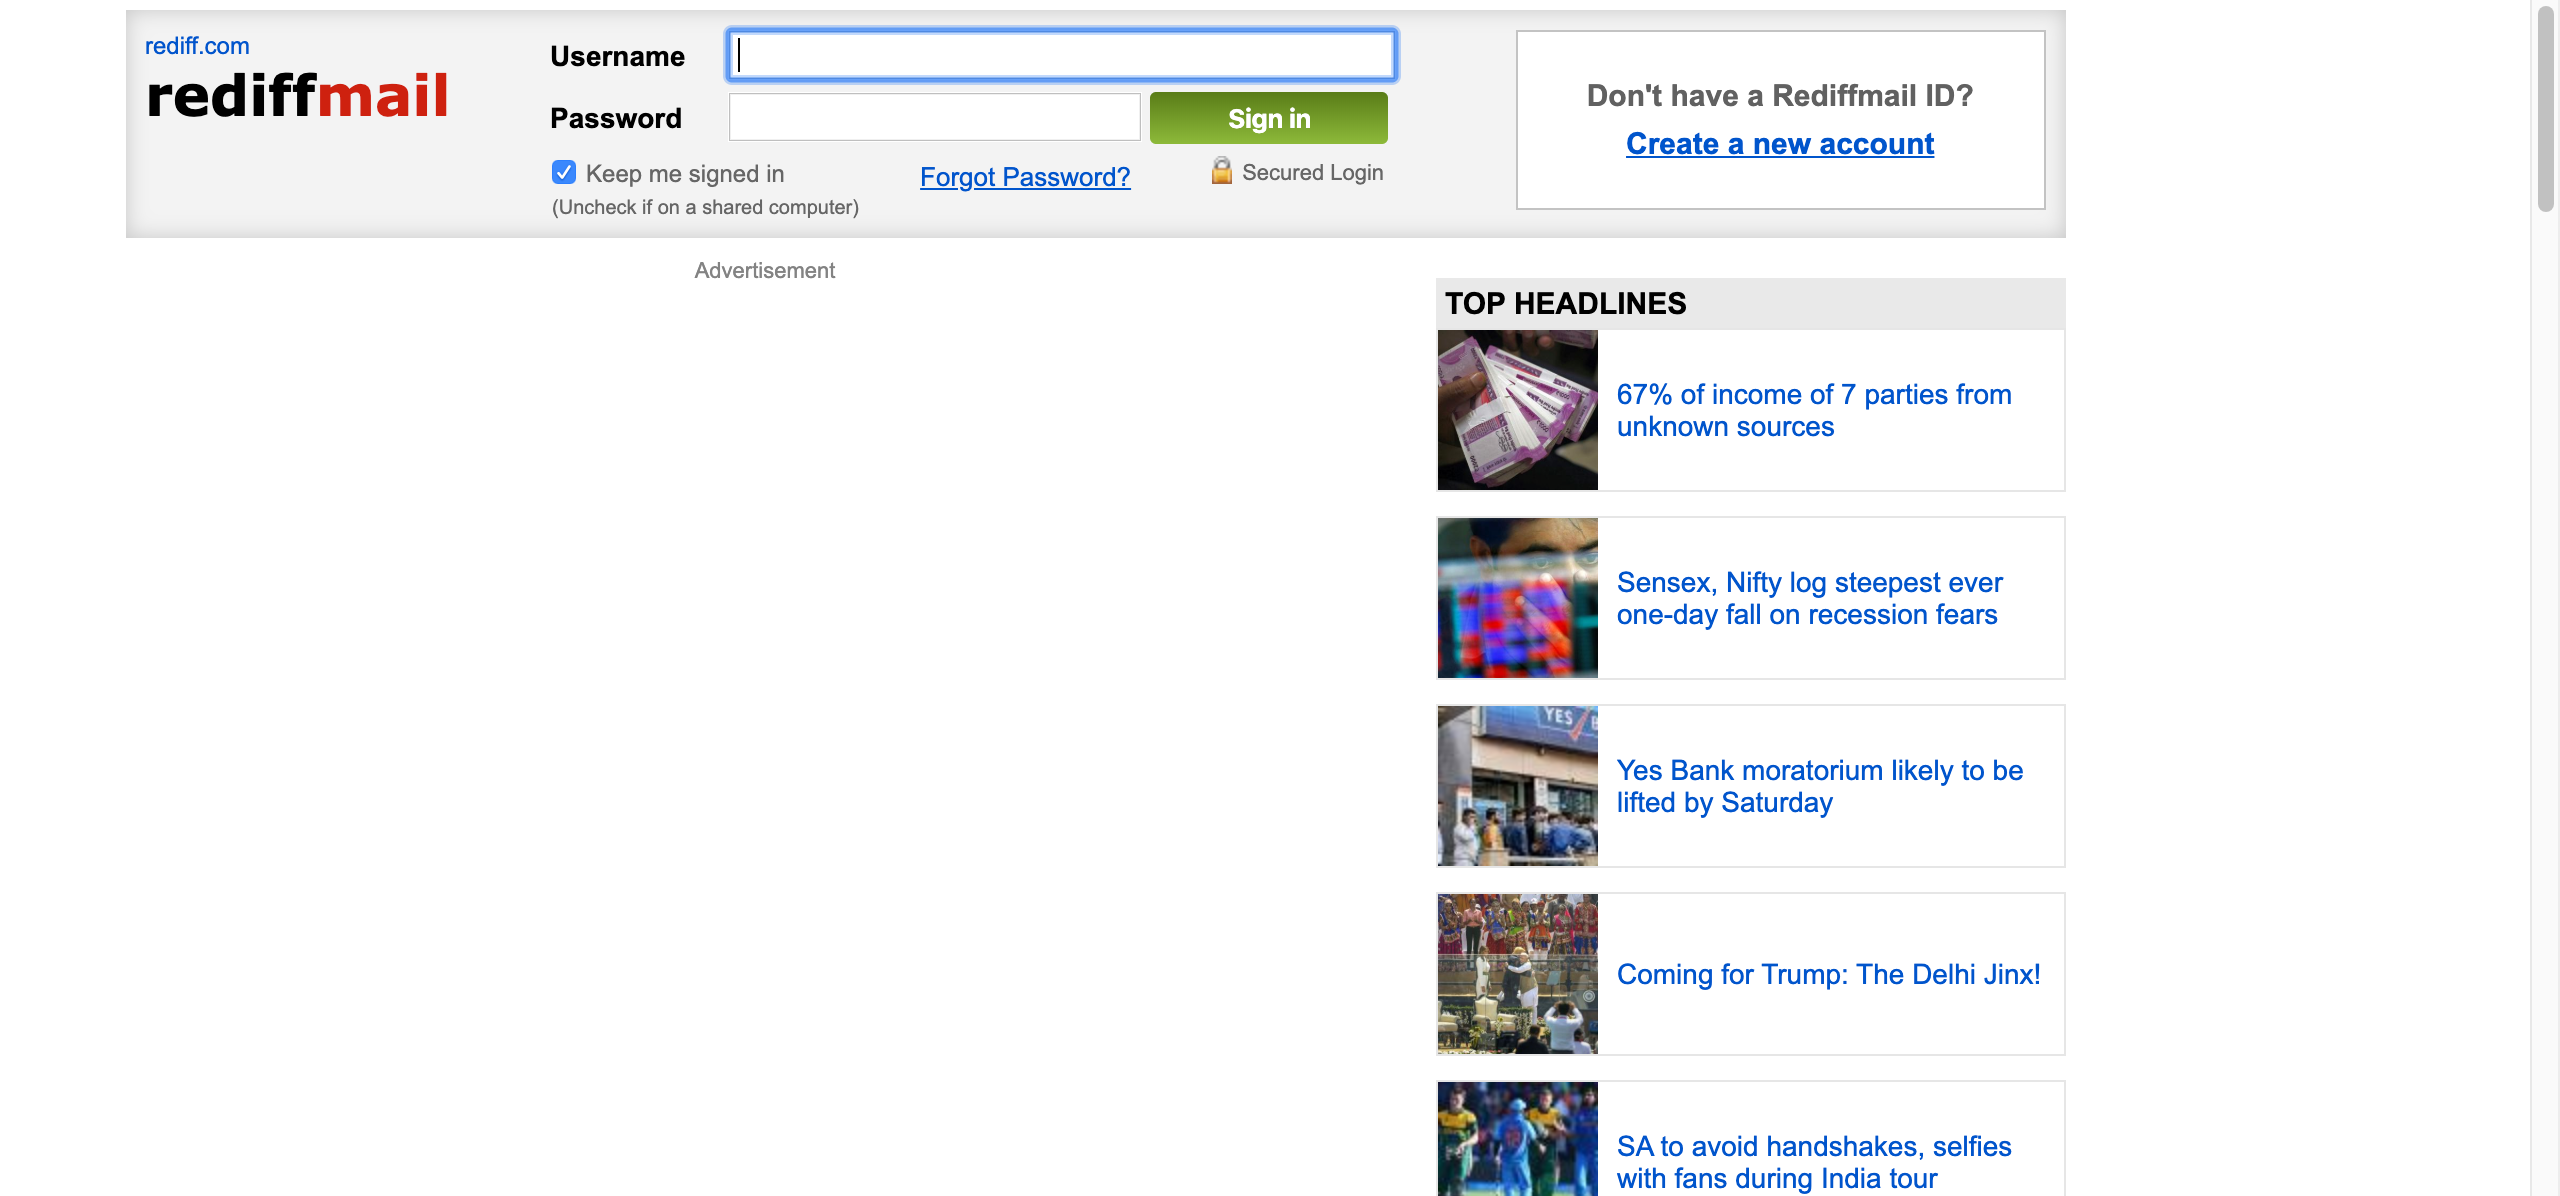 rediff.com
rediffmail
Username
Password
Sign in
Keep me signed in
(Uncheck if on a shared computer)
Forgot Password?
Secured Login
Don't have a Rediffmail ID?
Create a new account
Advertisement
TOP HEADLINES
67% of income of 7 parties from
unknown sources
Sensex, Nifty log steepest ever
one-day fall on recession fears
YES
Yes Bank moratorium likely to be
lifted by Saturday
Coming for Trump: The Delhi Jinx!
SA to avoid handshakes, selfies
with fans during India tour